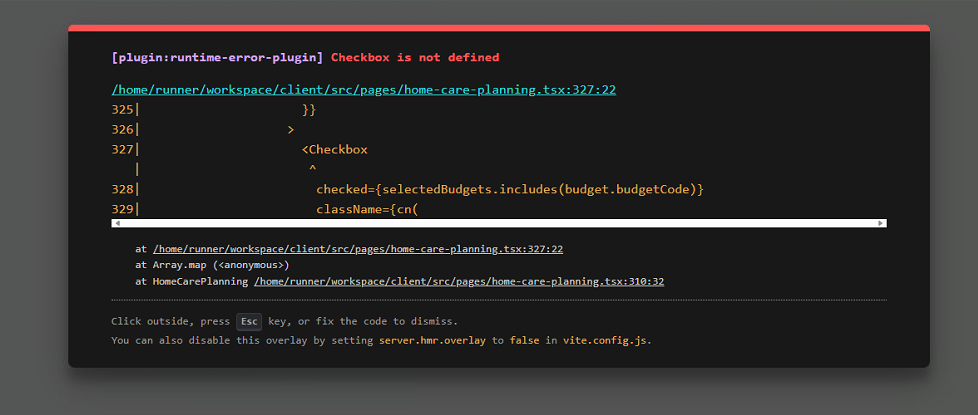 [plugin:runtime-error-plugin] Checkbox is not defined
/home/runner/workspace/client/src/pages/home-care-planning.tsx:327:22
325| }}
326| >
327| <Checkbox
| ^
328| checked={selectedBudgets.includes(budget.budgetCode)}
329| className={cn(
at /home/runner/workspace/client/src/pages/home-care-planning.tsx:327:22
at Array.map (<anonymous>)
at HomeCarePlanning /home/runner/workspace/client/src/pages/home-care-planning.tsx:310:32
Click outside, press Esc key, or fix the code to dismiss.
You can also disable this overlay by setting server.hmr.overlay to false in vite.config.js.